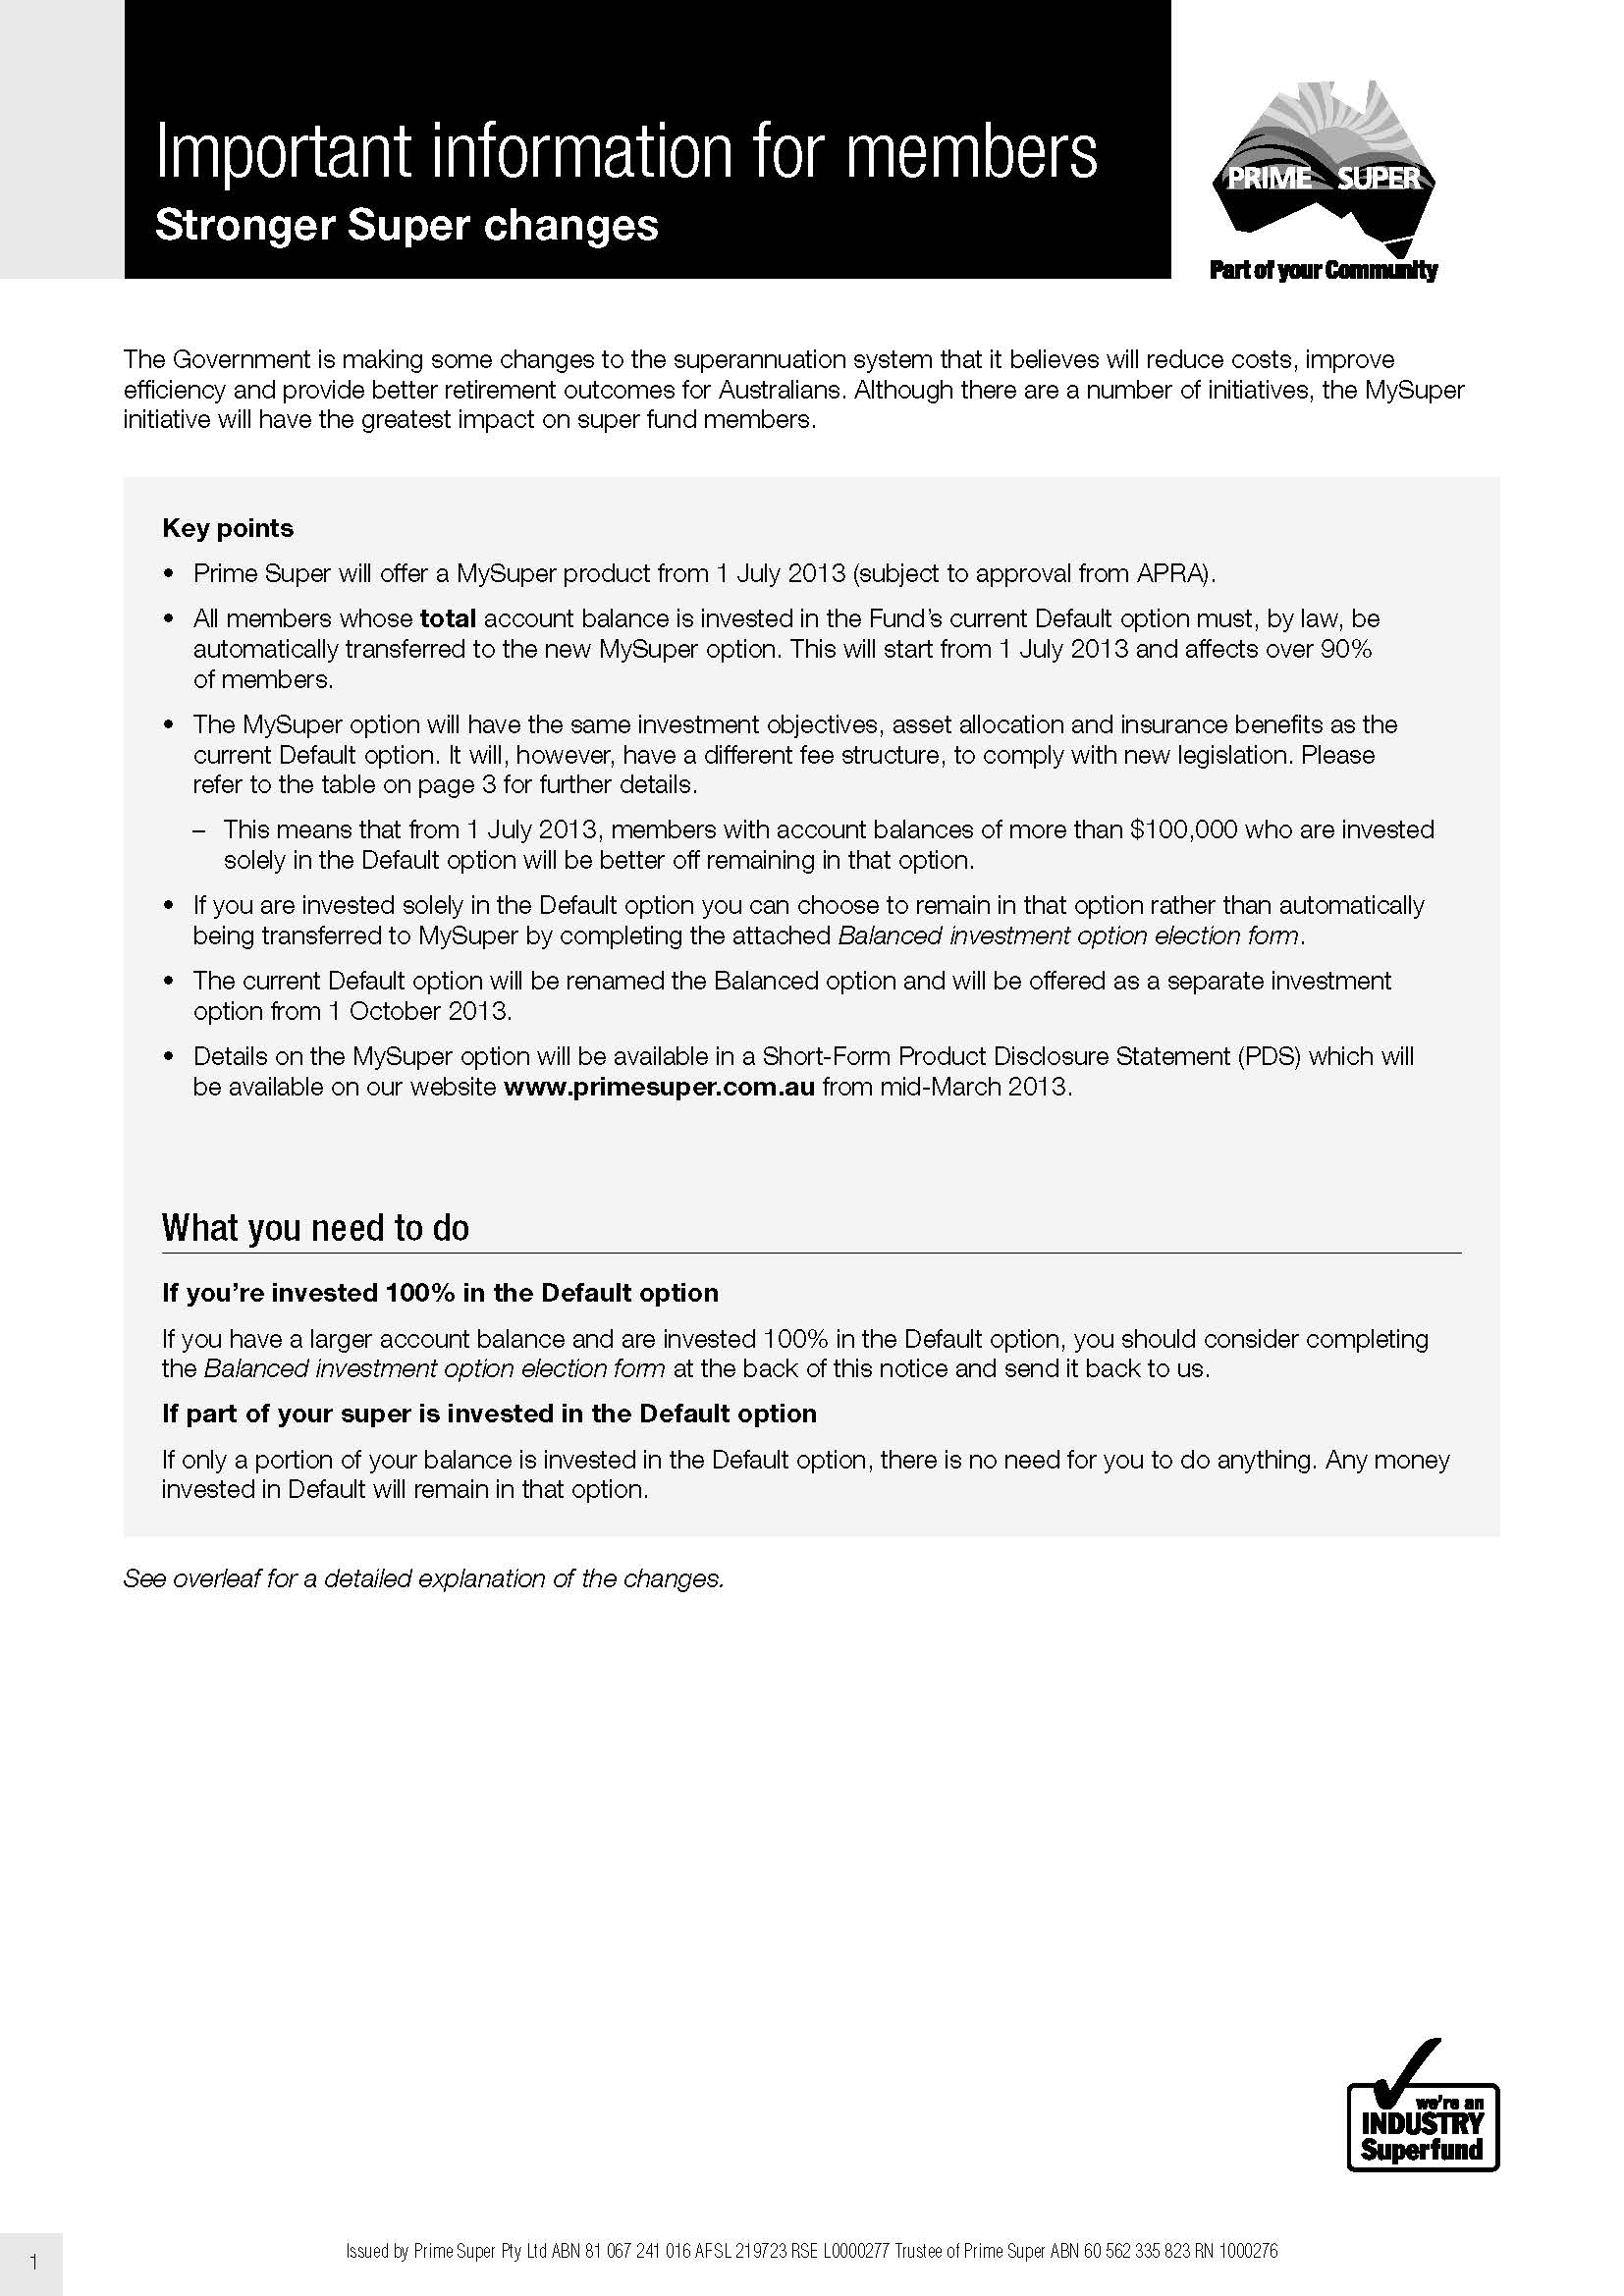 Important information for members
Stronger Super changes
PRIME SUPER
Part of your Community
The Government is making some changes to the superannuation system that it believes will reduce costs, improve
efficiency and provide better retirement outcomes for Australians. Although there are a number of initiatives, the MySuper
initiative will have the greatest impact on super fund members.
Key points
• Prime Super will offer a MySuper product from 1 July 2013 (subject to approval from APRA).
• All members whose total account balance is invested in the Fund’s current Default option must, by law, be
automatically transferred to the new MySuper option. This will start from 1 July 2013 and affects over 90%
of members.
• The MySuper option will have the same investment objectives, asset allocation and insurance benefits as the
current Default option. It will, however, have a different fee structure, to comply with new legislation. Please
refer to the table on page 3 for further details.
– This means that from 1 July 2013, members with account balances of more than $100,000 who are invested
solely in the Default option will be better off remaining in that option.
• If you are invested solely in the Default option you can choose to remain in that option rather than automatically
being transferred to MySuper by completing the attached Balanced investment option election form.
• The current Default option will be renamed the Balanced option and will be offered as a separate investment
option from 1 October 2013.
• Details on the MySuper option will be available in a Short-Form Product Disclosure Statement (PDS) which will
be available on our website www.primesuper.com.au from mid-March 2013.
What you need to do
If you’re invested 100% in the Default option
If you have a larger account balance and are invested 100% in the Default option, you should consider completing
the Balanced investment option election form at the back of this notice and send it back to us.
If part of your super is invested in the Default option
If only a portion of your balance is invested in the Default option, there is no need for you to do anything. Any money
invested in Default will remain in that option.
See overleaf for a detailed explanation of the changes.
we’re an
INDUSTRY
Superfund
1
Issued by Prime Super Pty Ltd ABN 81 067 241 016 AFSL 219723 RSE L0000277 Trustee of Prime Super ABN 60 562 335 823 RN 1000276